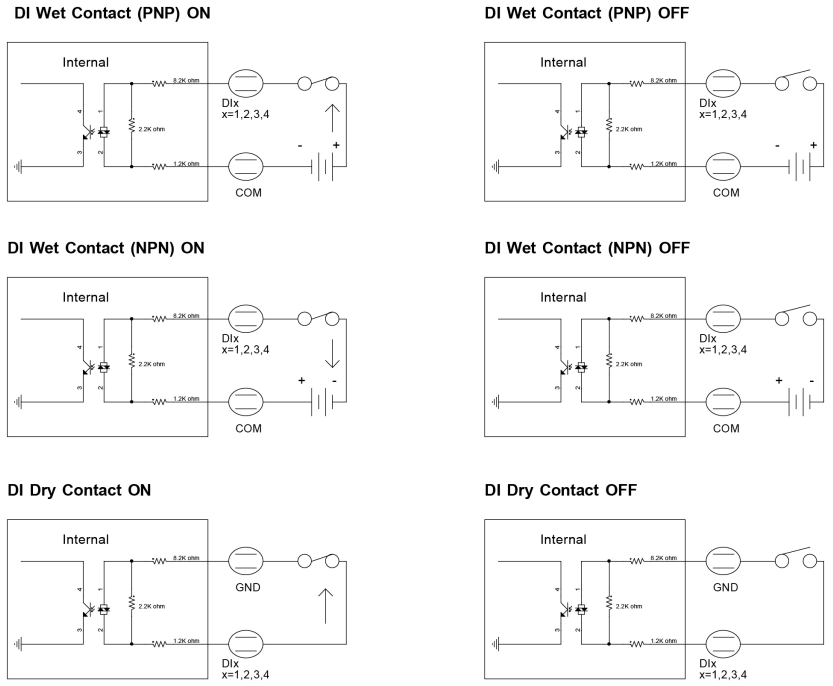 DI Wet Contact (PNP) ON
Internal
8.2K ohm
4
1
DIx
x=1,2,3,4
2.2K ohm
3
2
- +
1.2K ohm
COM
DI Wet Contact (PNP) OFF
Internal
8.2K ohm
4
1
DIx
x=1,2,3,4
2.2K ohm
3
2
- +
1.2K ohm
COM
DI Wet Contact (NPN) ON
Internal
8.2K ohm
4
1
DIx
x=1,2,3,4
2.2K ohm
3
2
+ -
1.2K ohm
COM
DI Wet Contact (NPN) OFF
Internal
8.2K ohm
4
1
DIx
x=1,2,3,4
2.2K ohm
3
2
+ -
1.2K ohm
COM
DI Dry Contact ON
Internal
8.2K ohm
4
1
GND
2.2K ohm
3
2
1.2K ohm
DIx
x=1,2,3,4
DI Dry Contact OFF
Internal
8.2K ohm
4
1
GND
2.2K ohm
3
2
1.2K ohm
DIx
x=1,2,3,4